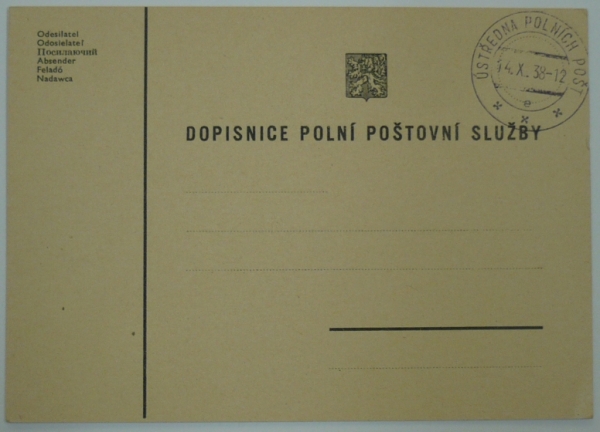 Odesílatel
Odosielateľ
Посилаючий
Absender
Feladó
Nadawca
ÚSTŘEDNA POLNÍCH POŠT
14.X.38-12
e
DOPISNICE POLNÍ POŠTOVNÍ SLUŽBY